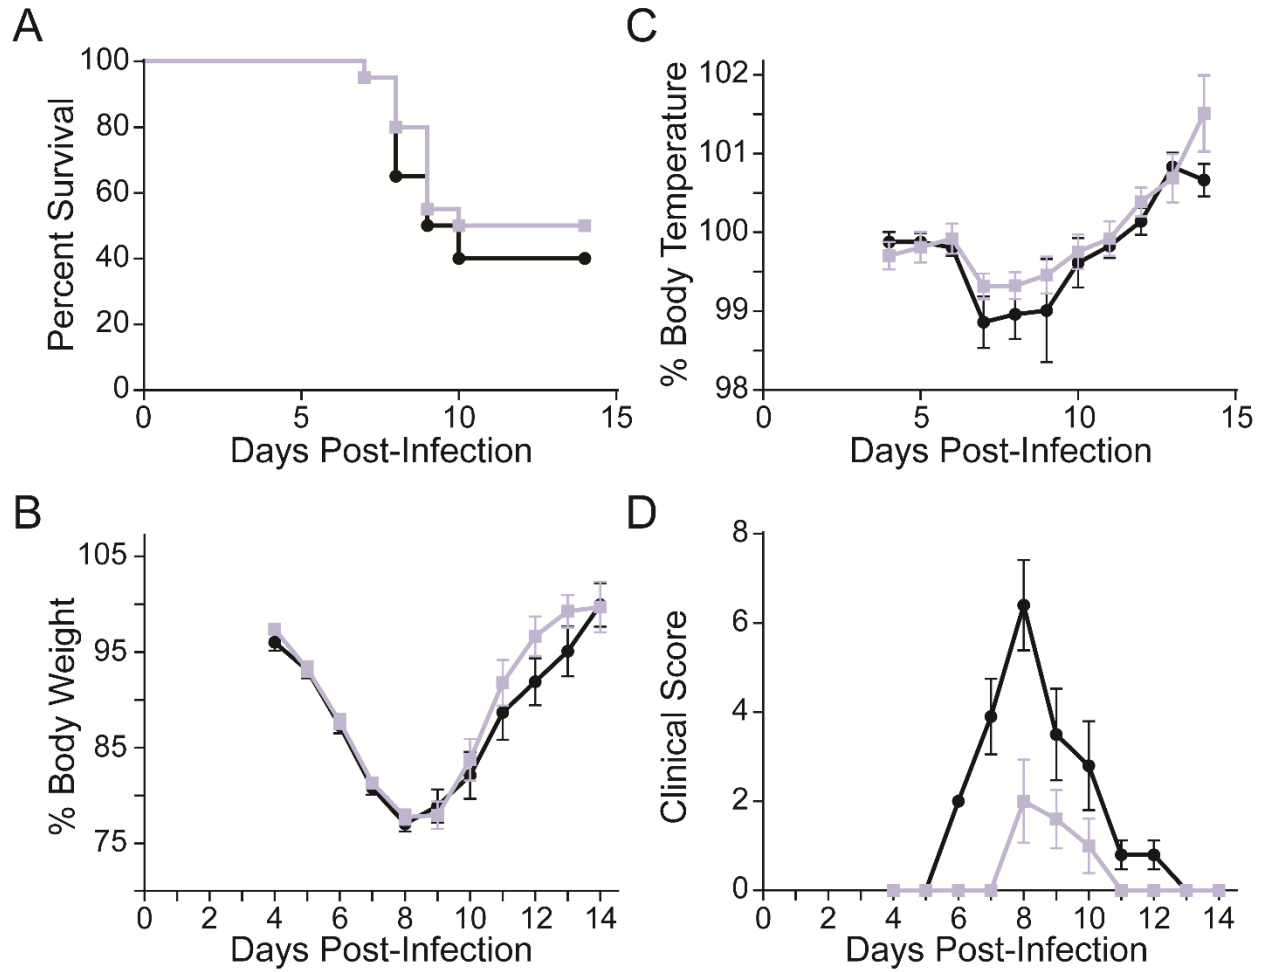 A
Percent Survival
100
80
60
40
20
0
0 5 10 15
Days Post-Infection
C
% Body Temperature
102
101
100
99
98
0 5 10 15
Days Post-Infection
B
% Body Weight
105
95
85
75
0 2 4 6 8 10 12 14
Days Post-Infection
D
Clinical Score
8
6
4
2
0
0 2 4 6 8 10 12 14
Days Post-Infection